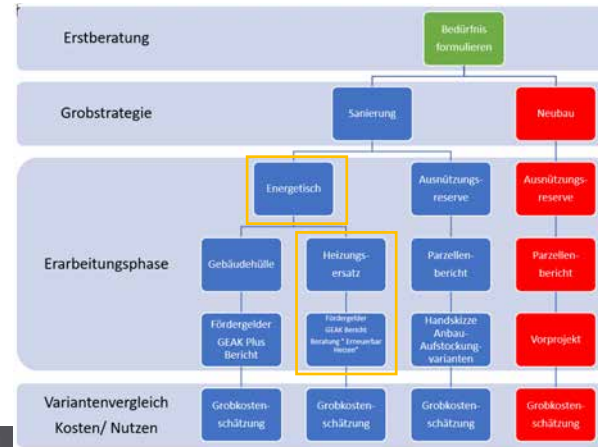 Erstberatung
Bedürfnis
formulieren
Grobstrategie
Sanierung
Neubau
Erarbeitungsphase
Energetisch
Ausnützungs-
reserve
Ausnützungs-
reserve
Gebäudehülle
Heizungs-
ersatz
Parzellen-
bericht
Parzellen-
bericht
Fördergelder
GEAK Plus
Bericht
Fördergelder
GEAK Bericht
Beratung " Erneuerbar
Heizen"
Handskizze
Anbau-
Aufstockung-
varianten
Vorprojekt
Variantenvergleich
Kosten/ Nutzen
Grobkosten-
schätzung
Grobkosten-
schätzung
Grobkosten-
schätzung
Grobkosten-
schätzung